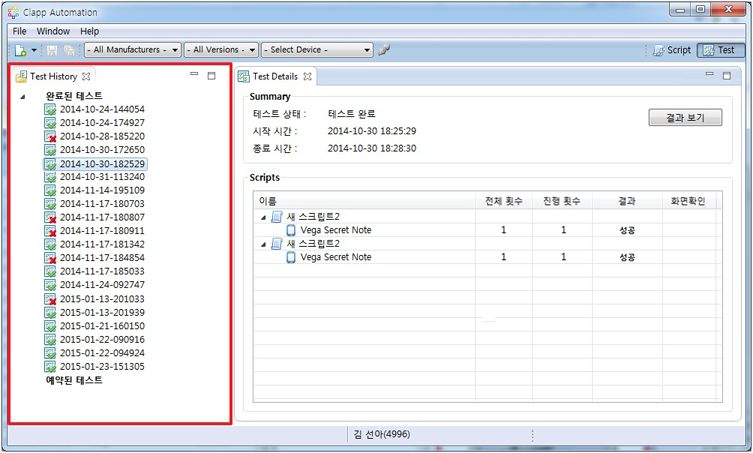 Clapp Automation
File Window Help
- All Manufacturers - - All Versions - - Select Device - Script Test
Test History
완료된 테스트
2014-10-24-144054
2014-10-24-174927
2014-10-28-185220
2014-10-30-172650
2014-10-30-182529
2014-10-31-113240
2014-11-14-195109
2014-11-17-180703
2014-11-17-180807
2014-11-17-180911
2014-11-17-181342
2014-11-17-184854
2014-11-17-185033
2014-11-24-092747
2015-01-13-201033
2015-01-13-201939
2015-01-21-160150
2015-01-22-090916
2015-01-22-094924
2015-01-23-151305
예약된 테스트
Test Details
Summary
테스트 상태 : 테스트 완료
시작 시간 : 2014-10-30 18:25:29
종료 시간 : 2014-10-30 18:28:30
결과 보기
Scripts
이름 전체 횟수 진행 횟수 결과 화면확인
새 스크립트2
Vega Secret Note 1 1 성공
새 스크립트2
Vega Secret Note 1 1 성공
김 선아(4996)